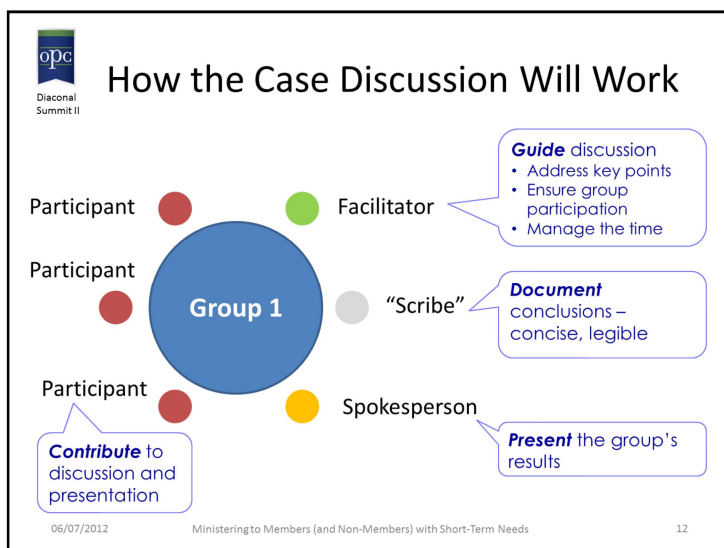 opc
Diaconal
Summit II
How the Case Discussion Will Work
Participant
Participant
Participant
Group 1
Facilitator
“Scribe”
Spokesperson
Guide discussion
• Address key points
• Ensure group
participation
• Manage the time
Document
conclusions –
concise, legible
Present the group’s
results
Contribute to
discussion and
presentation
06/07/2012
Ministering to Members (and Non-Members) with Short-Term Needs
12